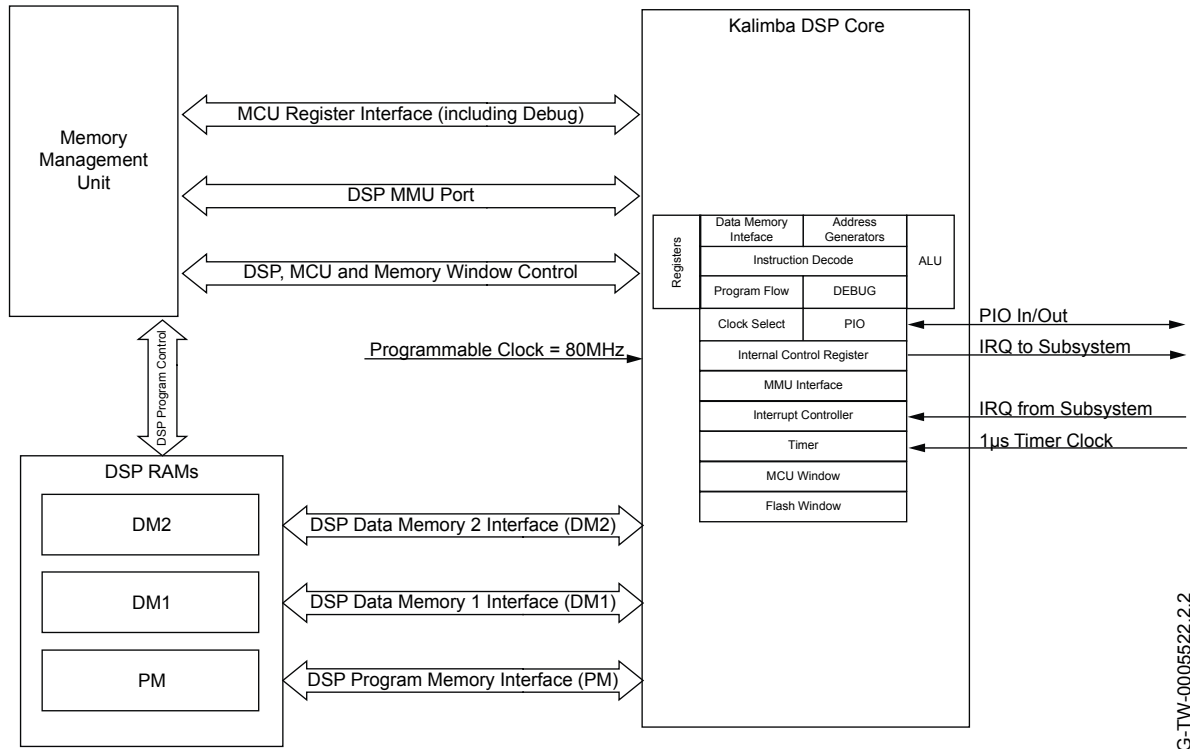 Kalimba DSP Core
Memory
Management
Unit
MCU Register Interface (including Debug)
DSP MMU Port
DSP, MCU and Memory Window Control
Programmable Clock = 80MHz
DSP Program Control
Registers
Data Memory
Inteface
Address
Generators
Instruction Decode
ALU
Program Flow
DEBUG
Clock Select
PIO
Internal Control Register
MMU Interface
Interrupt Controller
Timer
MCU Window
Flash Window
PIO In/Out
IRQ to Subsystem
IRQ from Subsystem
1µs Timer Clock
DSP RAMs
DM2
DM1
PM
DSP Data Memory 2 Interface (DM2)
DSP Data Memory 1 Interface (DM1)
DSP Program Memory Interface (PM)
G-TW-0005522.2.2